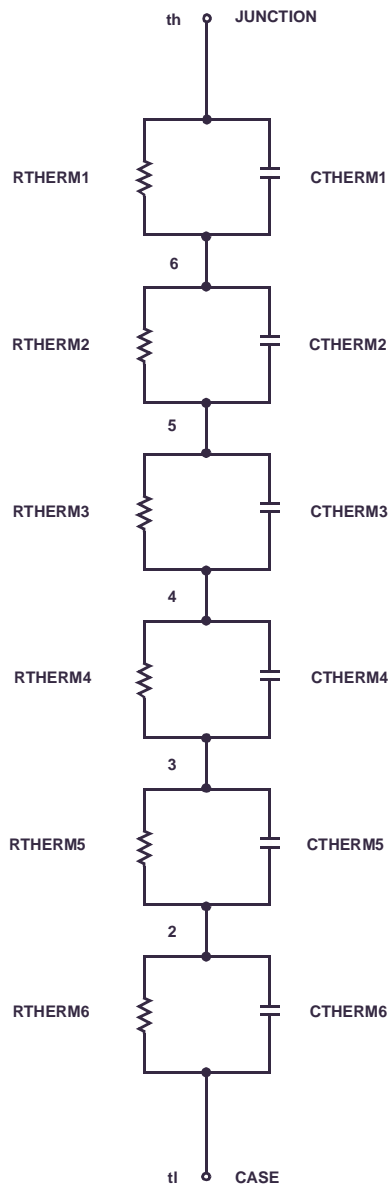 th JUNCTION
RTHERM1 CTHERM1
6
RTHERM2 CTHERM2
5
RTHERM3 CTHERM3
4
RTHERM4 CTHERM4
3
RTHERM5 CTHERM5
2
RTHERM6 CTHERM6
tl CASE